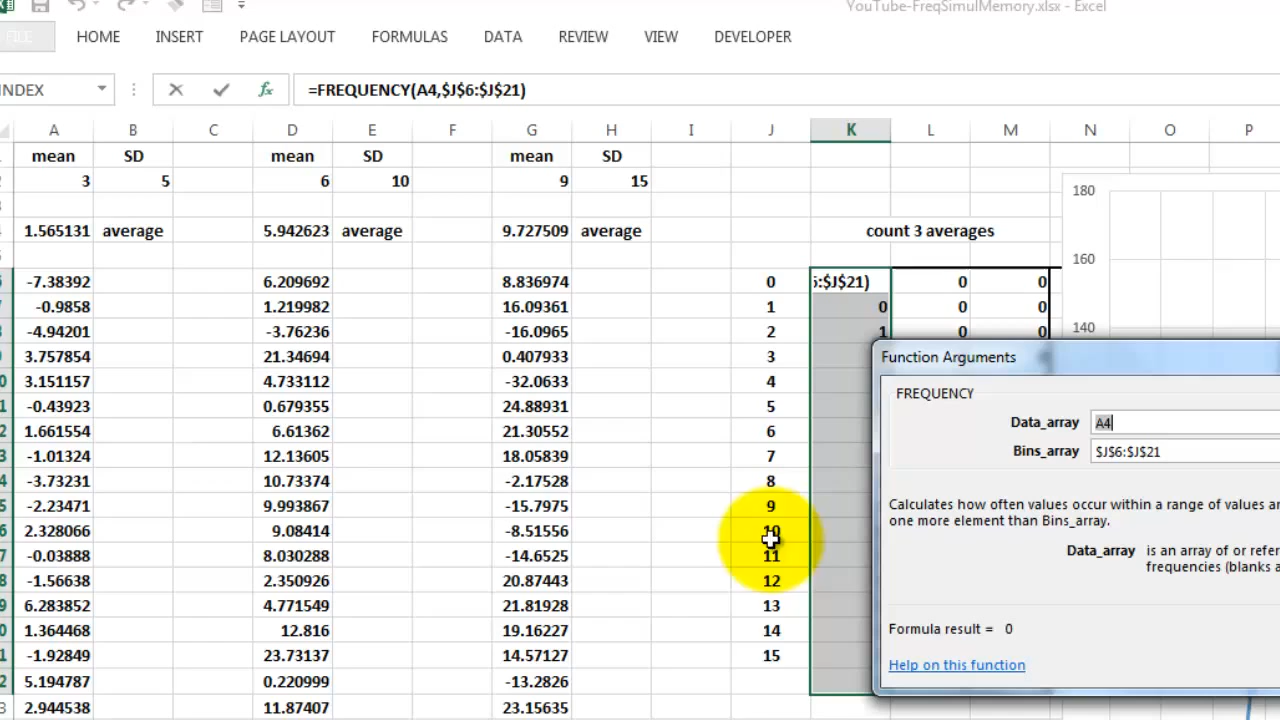 YouTube-FreqSimulMemory.xlsx - Excel
FILE HOME INSERT PAGE LAYOUT FORMULAS DATA REVIEW VIEW DEVELOPER
INDEX =FREQUENCY(A4,$J$6:$J$21)
A B C D E F G H I J K L M N O P
mean SD mean SD mean SD
3 5 6 10 9 15
1.565131 average 5.942623 average 9.727509 average count 3 averages
-7.38392 6.209692 8.836074 0 6:$J$21) 0 0
-0.9858 1.219982 16.09361 1 0 0 0
-4.94201 -3.76236 -16.0965 2 1 0 0
3.757854 21.34694 0.407933 3
3.151157 4.733112 -32.0633 4
-0.43923 0.679355 24.88931 5
1.661554 6.61362 21.30552 6
-1.01324 12.13605 18.05839 7
-3.73231 10.73374 -2.17528 8
-2.23471 9.993867 -15.7975 9
2.328066 9.08414 -8.51556 10
-0.03888 8.030288 -14.6525 11
-1.56638 2.350926 20.87443 12
6.283852 4.771549 21.81928 13
1.364468 12.816 19.16227 14
-1.92849 23.73137 14.57127 15
5.194787 0.220999 -13.2826
2.944538 11.87407 23.15635
180
160
140
Function Arguments
FREQUENCY
Data_array A4
Bins_array $J$6:$J$21
Calculates how often values occur within a range of values
one more element than Bins_array.
Data_array is an array of or
frequencies (blanks
Formula result = 0
Help on this function